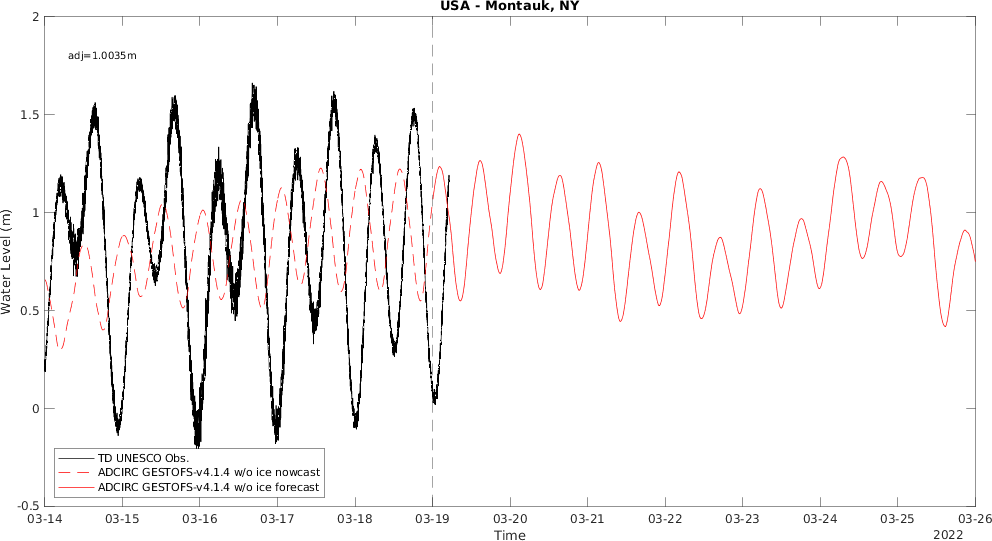 USA - Montauk, NY
adj=1.0035m
Water Level (m)
2
1.5
1
0.5
0
-0.5
TD UNESCO Obs.
ADCIRC GESTOFS-v4.1.4 w/o ice nowcast
ADCIRC GESTOFS-v4.1.4 w/o ice forecast
03-14 03-15 03-16 03-17 03-18 03-19 03-20 03-21 03-22 03-23 03-24 03-25 03-26
Time
2022